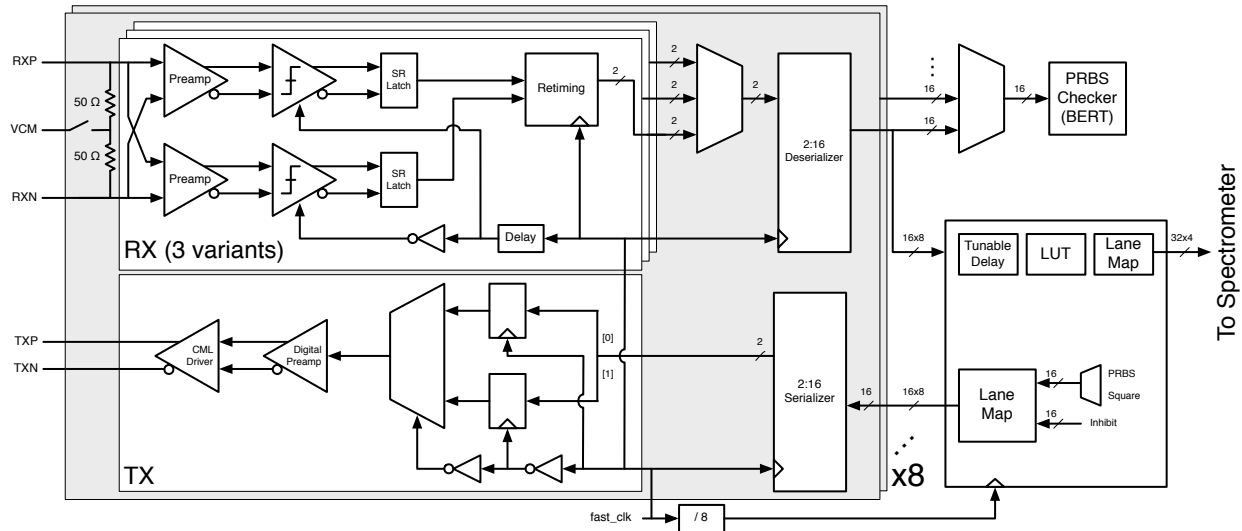 RXP
50 Ω
VCM
50 Ω
RXN
Preamp
SR
Latch
Retiming
2
Preamp
SR
Latch
Delay
RX (3 variants)
2
2
2
2
2:16
Deserializer
16
16
16
PRBS
Checker
(BERT)
16x8
Tunable
Delay
LUT
Lane
Map
32x4
To Spectrometer
TXP
TXN
CML
Driver
Digital
Preamp
[0]
[1]
2
2:16
Serializer
16
16x8
Lane
Map
16
PRBS
Square
16
Inhibit
TX
x8
fast_clk
/ 8